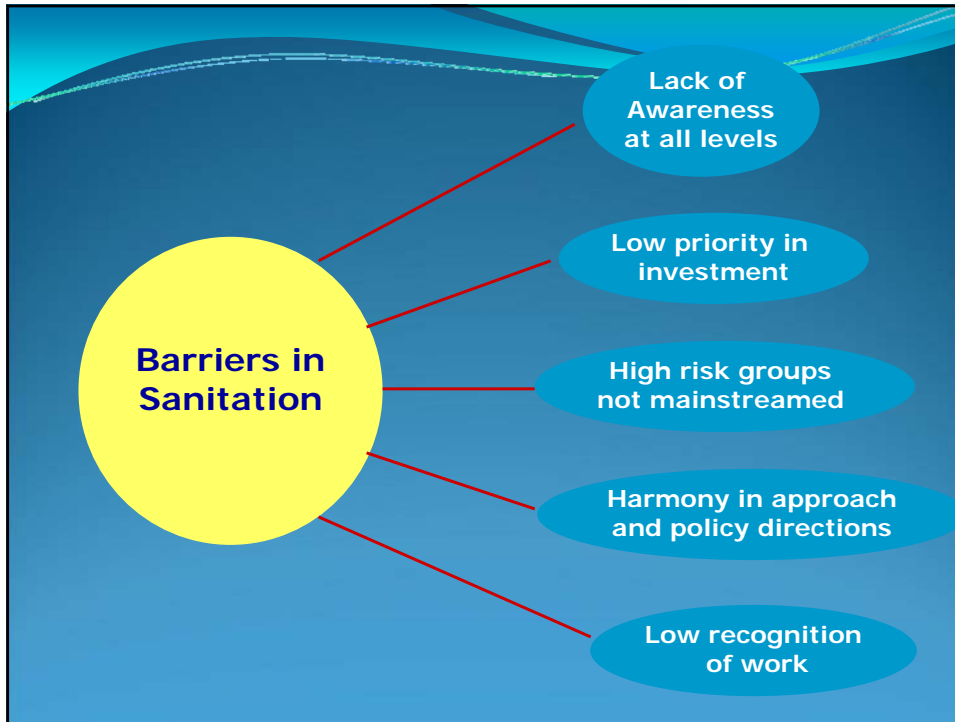 Lack of
Awareness
at all levels
Low priority in
investment
Barriers in
Sanitation
High risk groups
not mainstreamed
Harmony in approach
and policy directions
Low recognition
of work